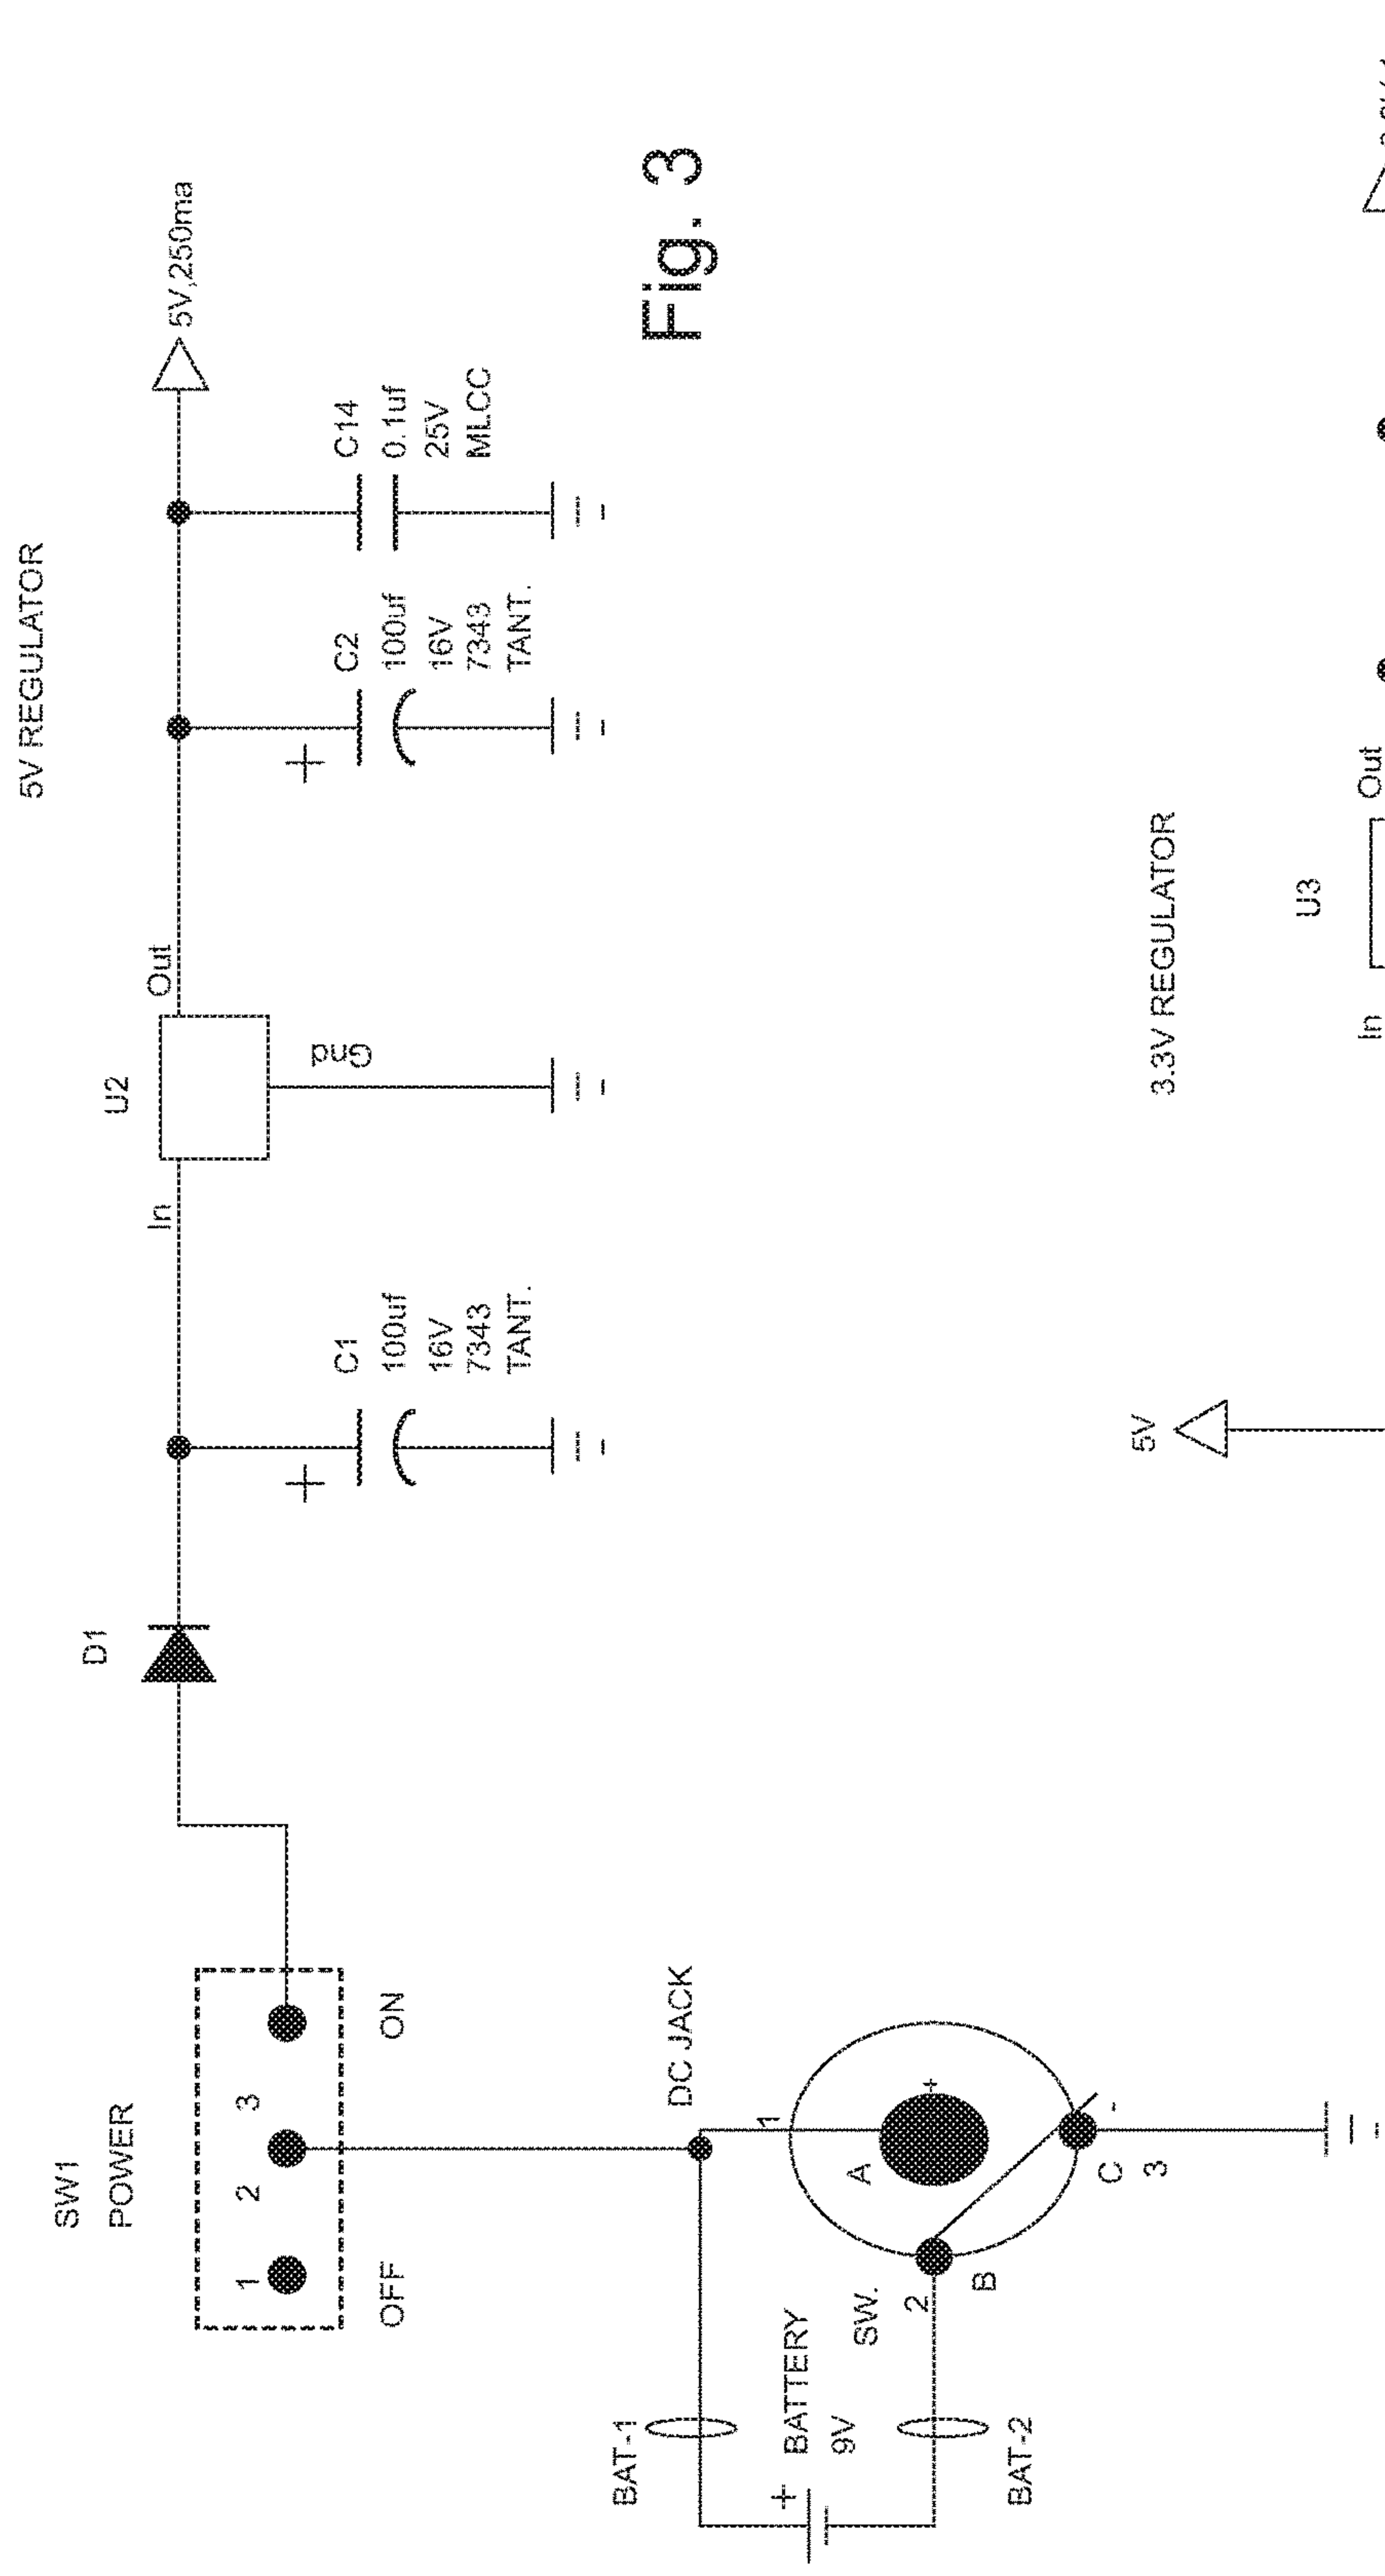 5V REGULATOR
SW1
POWER
1
2
3
OFF
ON
D1
C1
100uf
16V
7343
TANT.
In
U2
Out
Gnd
C2
100uf
16V
7343
TANT.
C14
0.1uf
25V
MLCC
5V,250ma
Fig. 3
BAT-1
+
BATTERY
9V
BAT-2
DC JACK
1
A
+
SW.
2
B
C
3
-
+
+
3.3V REGULATOR
5V
U3
In
Out